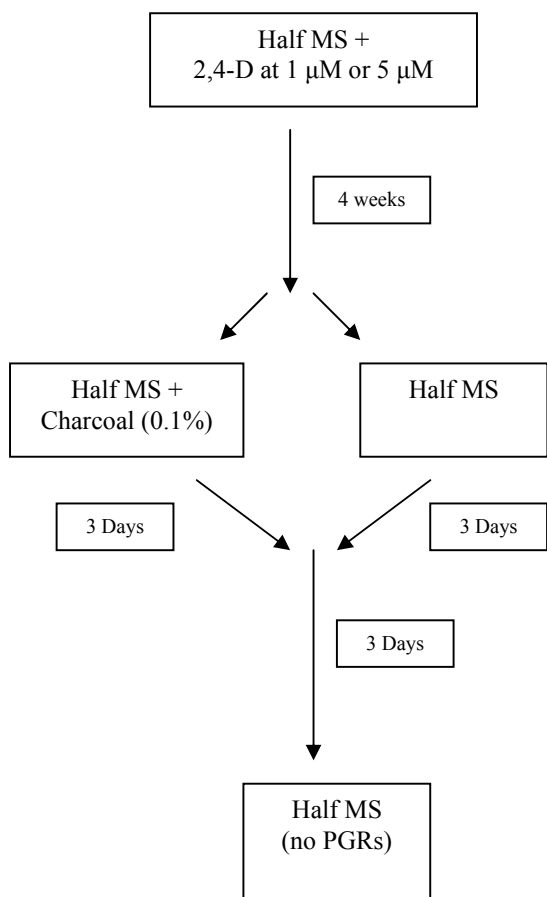 Half MS +
2,4-D at 1 µM or 5 µM
4 weeks
Half MS +
Charcoal (0.1%)
Half MS
3 Days
3 Days
3 Days
Half MS
(no PGRs)